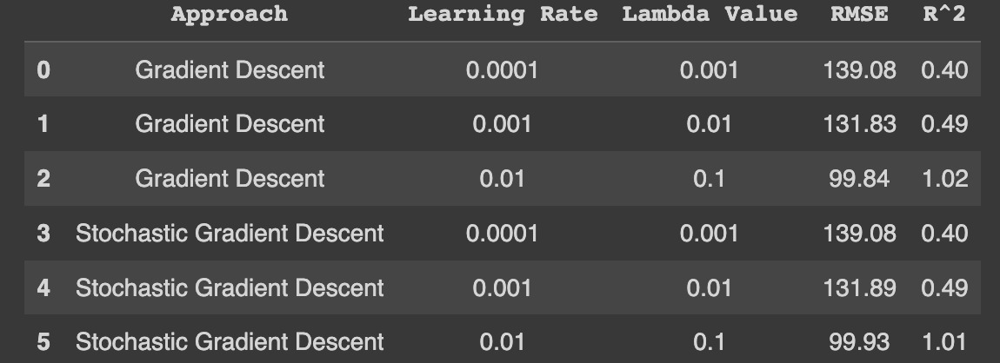 Approach Learning Rate Lambda Value RMSE R^2
0 Gradient Descent 0.0001 0.001 139.08 0.40
1 Gradient Descent 0.001 0.01 131.83 0.49
2 Gradient Descent 0.01 0.1 99.84 1.02
3 Stochastic Gradient Descent 0.0001 0.001 139.08 0.40
4 Stochastic Gradient Descent 0.001 0.01 131.89 0.49
5 Stochastic Gradient Descent 0.01 0.1 99.93 1.01